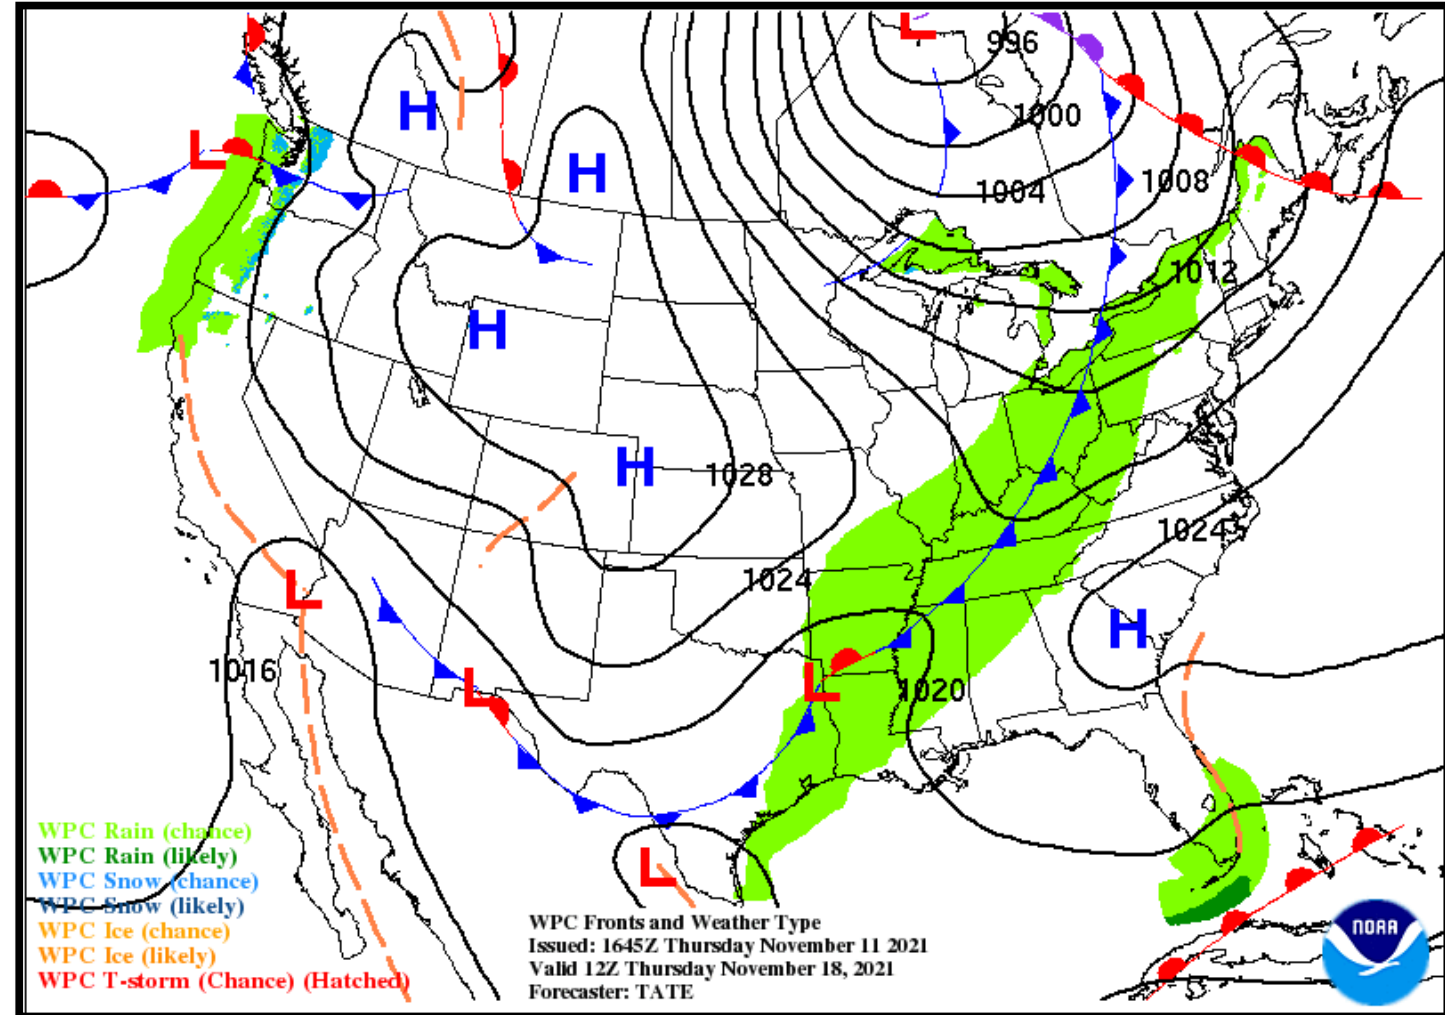 L
996
H
1000
L
H
1004
1008
1012
H
H
1028
1024
1024
L
H
1016
L
L
1020
L
WPC Rain (chance)
WPC Rain (likely)
WPC Snow (chance)
WPC Snow (likely)
WPC Ice (chance)
WPC Ice (likely)
WPC T-storm (Chance) (Hatched)
WPC Fronts and Weather Type
Issued: 1645Z Thursday November 11 2021
Valid 12Z Thursday November 18, 2021
Forecaster: TATE
NOAA